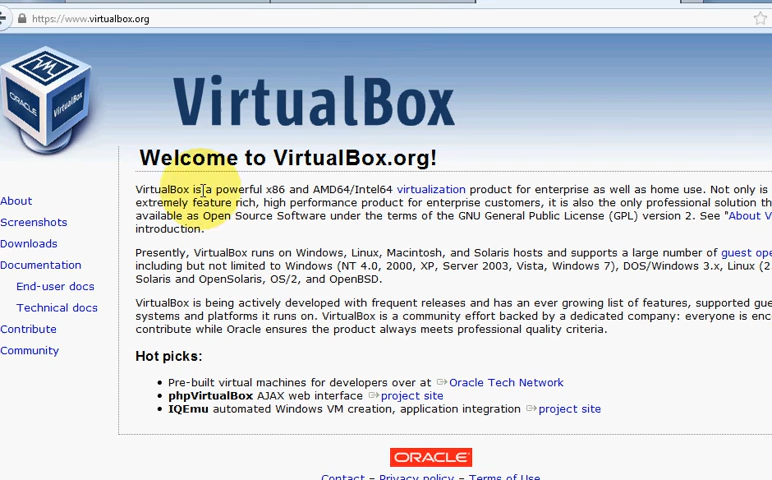 https://www.virtualbox.org
ORACLE
VirtualBox
VirtualBox
Welcome to VirtualBox.org!
VirtualBox is a powerful x86 and AMD64/Intel64 virtualization product for enterprise as well as home use. Not only is
extremely feature rich, high performance product for enterprise customers, it is also the only professional solution th
available as Open Source Software under the terms of the GNU General Public License (GPL) version 2. See "About V
introduction.
About
Screenshots
Downloads
Documentation
End-user docs
Technical docs
Contribute
Community
Presently, VirtualBox runs on Windows, Linux, Macintosh, and Solaris hosts and supports a large number of guest ope
including but not limited to Windows (NT 4.0, 2000, XP, Server 2003, Vista, Windows 7), DOS/Windows 3.x, Linux (2.
Solaris and OpenSolaris, OS/2, and OpenBSD.
VirtualBox is being actively developed with frequent releases and has an ever growing list of features, supported gue
systems and platforms it runs on. VirtualBox is a community effort backed by a dedicated company: everyone is enc
contribute while Oracle ensures the product always meets professional quality criteria.
Hot picks:
• Pre-built virtual machines for developers over at Oracle Tech Network
• phpVirtualBox AJAX web interface project site
• IQEmu automated Windows VM creation, application integration project site
ORACLE
Contact – Privacy policy – Terms of Use